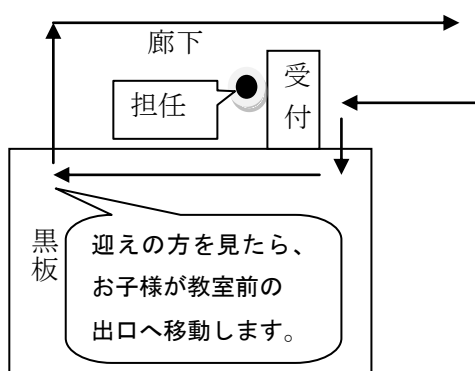 廊下
受付
担任
黒板
迎えの方を見たら、
お子様が教室前の
出口へ移動します。